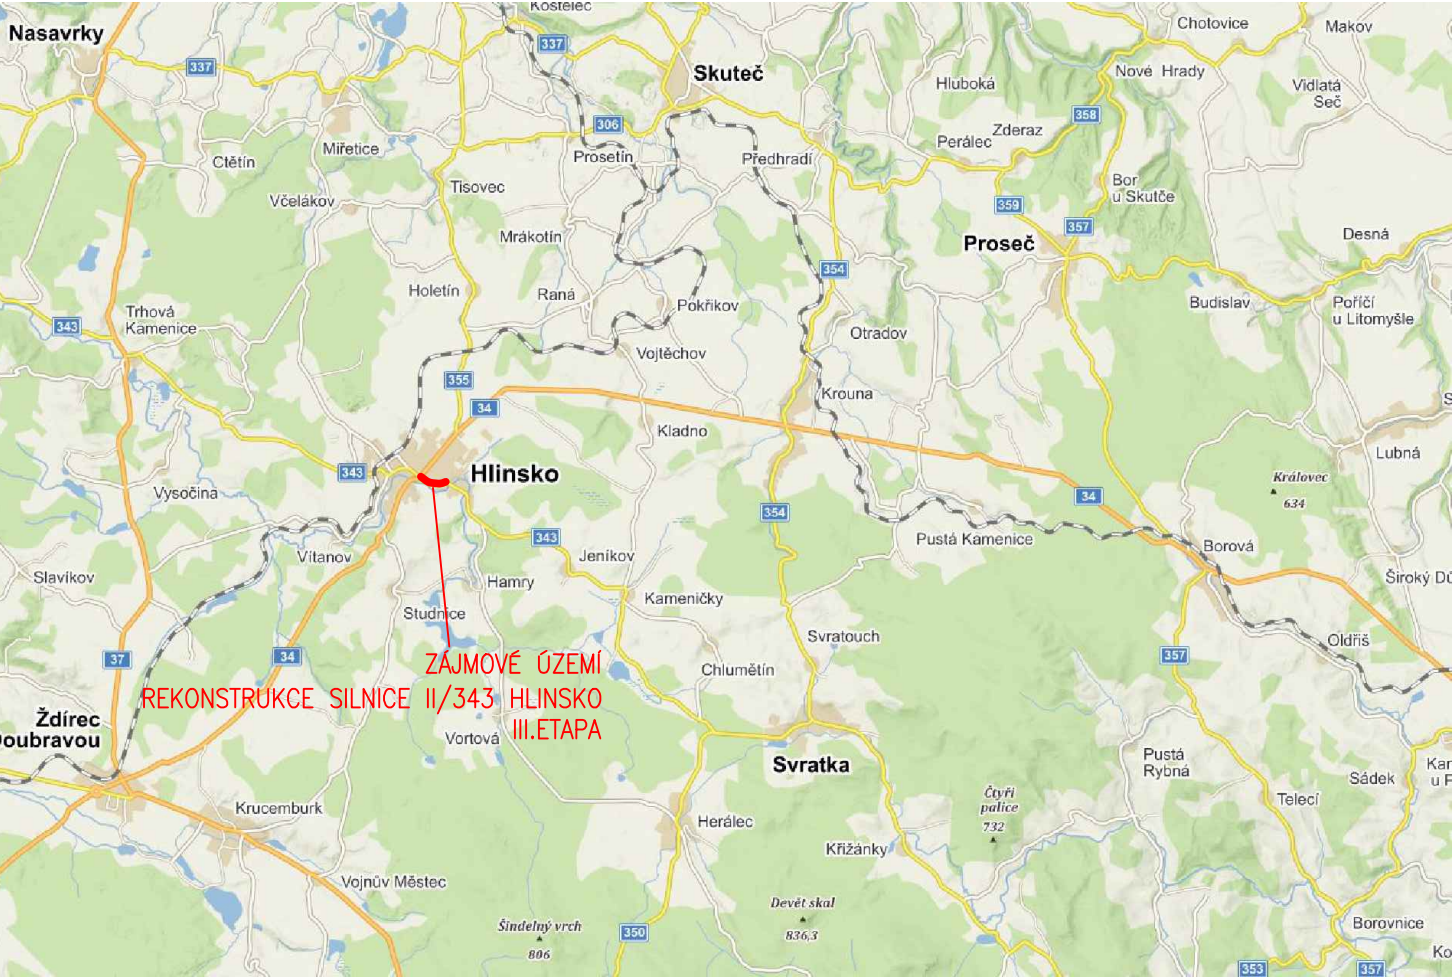 Kostelec
Chotovice
Makov
Nasavrky
337
337
Skuteč
Nové Hrady
Hluboká
Vidlatá
Seč
358
306
Zderaz
Perálec
Ctětín
Miřetice
Prosetín
Předhradí
Tisovec
Bor
u Skutče
Včelákov
359
357
Mrákotín
Proseč
Desná
354
Holetín
Raná
Pokřikov
Budislav
Poříčí
u Litomyšle
Trhová
Kamenice
343
Otradov
Vojtěchov
355
Krouna
34
Kladno
Lubná
343
Hlinsko
Vysočina
Královec
634
34
354
343
Pustá Kamenice
Borová
Vítanov
Jeníkov
Slavíkov
Hamry
Široký Dů
Kameničky
Studnice
Svratouch
Oldřiš
37
34
357
ZÁJMOVÉ ÚZEMÍ
REKONSTRUKCE SILNICE II/343 HLINSKO
III.ETAPA
Chlumětín
Ždírec
Doubravou
Vortová
Svratka
Pustá
Rybná
Kar
u P
Sádek
Čtyři
palice
732
Telecí
Krucemburk
Herálec
Křižánky
Vojnův Městec
Devět skal
836,3
Šindelný vrch
806
350
Borovnice
Ko
353
357